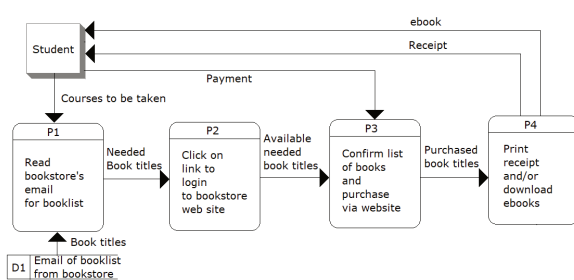 ebook
Student
Receipt
Payment
Courses to be taken
P1
Read
bookstore's
email
for booklist
Needed
Book titles
P2
Click on
link to
login
to bookstore
web site
Available
needed
book titles
P3
Confirm list
of books
and
purchase
via website
Purchased
book titles
P4
Print
receipt
and/or
download
ebooks
Book titles
D1
Email of booklist
from bookstore